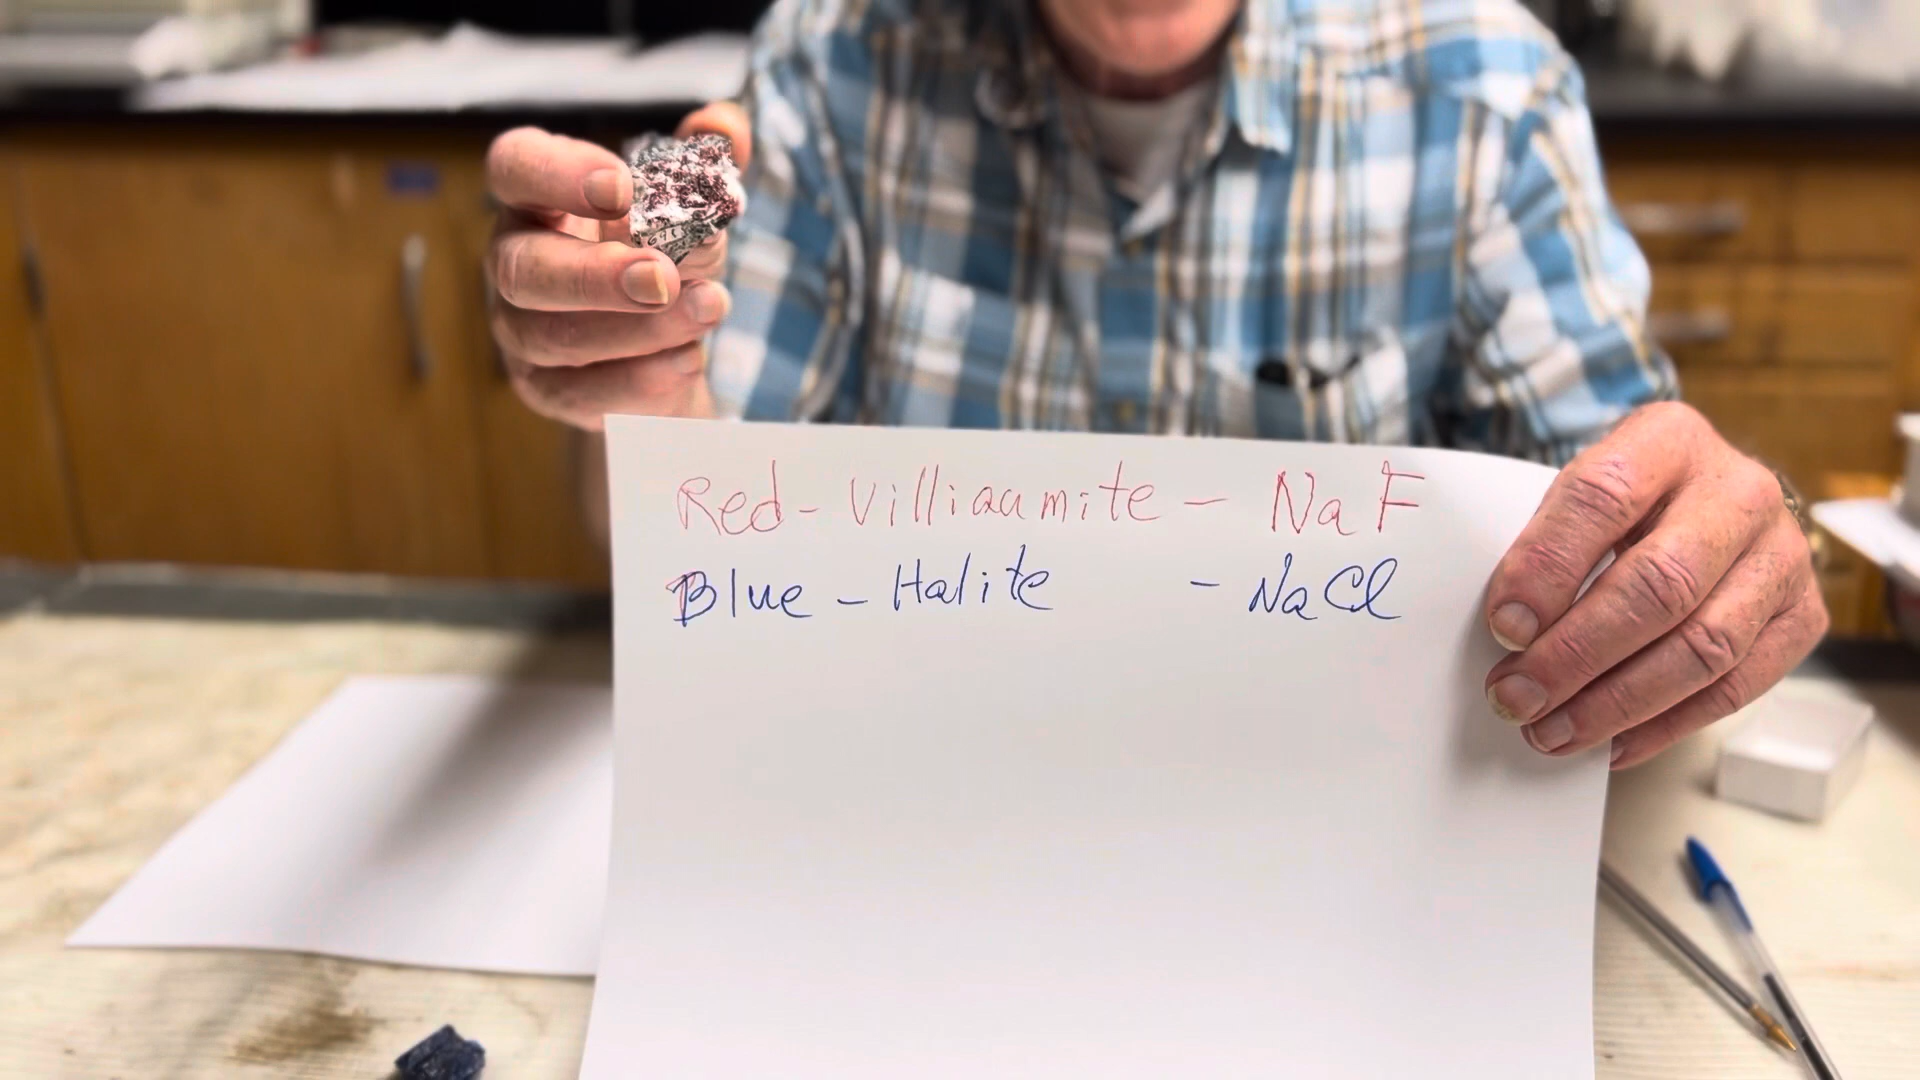 Red - Villiaumite - NaF
Blue - Halite - NaCl